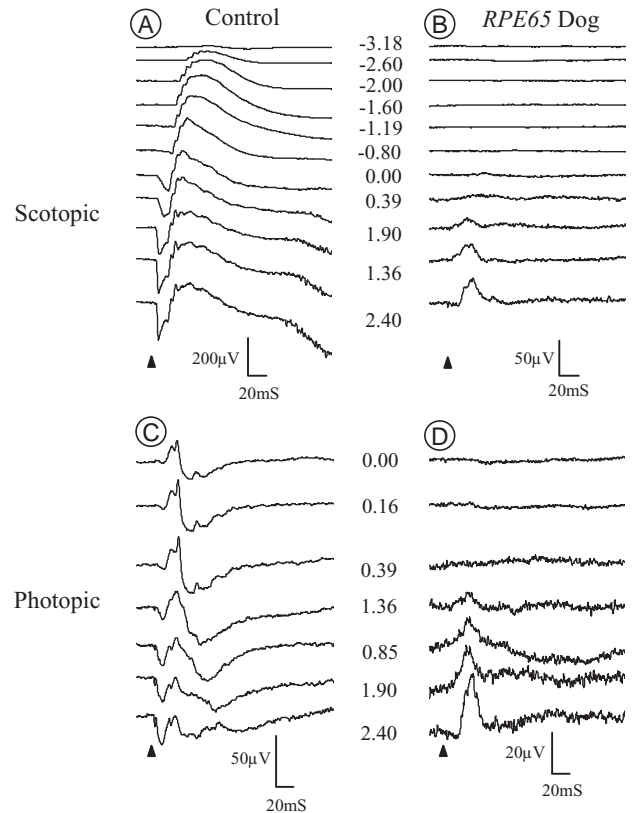 A Control B RPE65 Dog
-3.18
-2.60
-2.00
-1.60
-1.19
-0.80
0.00
0.39
Scotopic
1.90
1.36
2.40
200µV
20mS
50µV
20mS
C D
0.00
0.16
0.39
Photopic
1.36
0.85
1.90
2.40
50µV
20mS
20µV
20mS